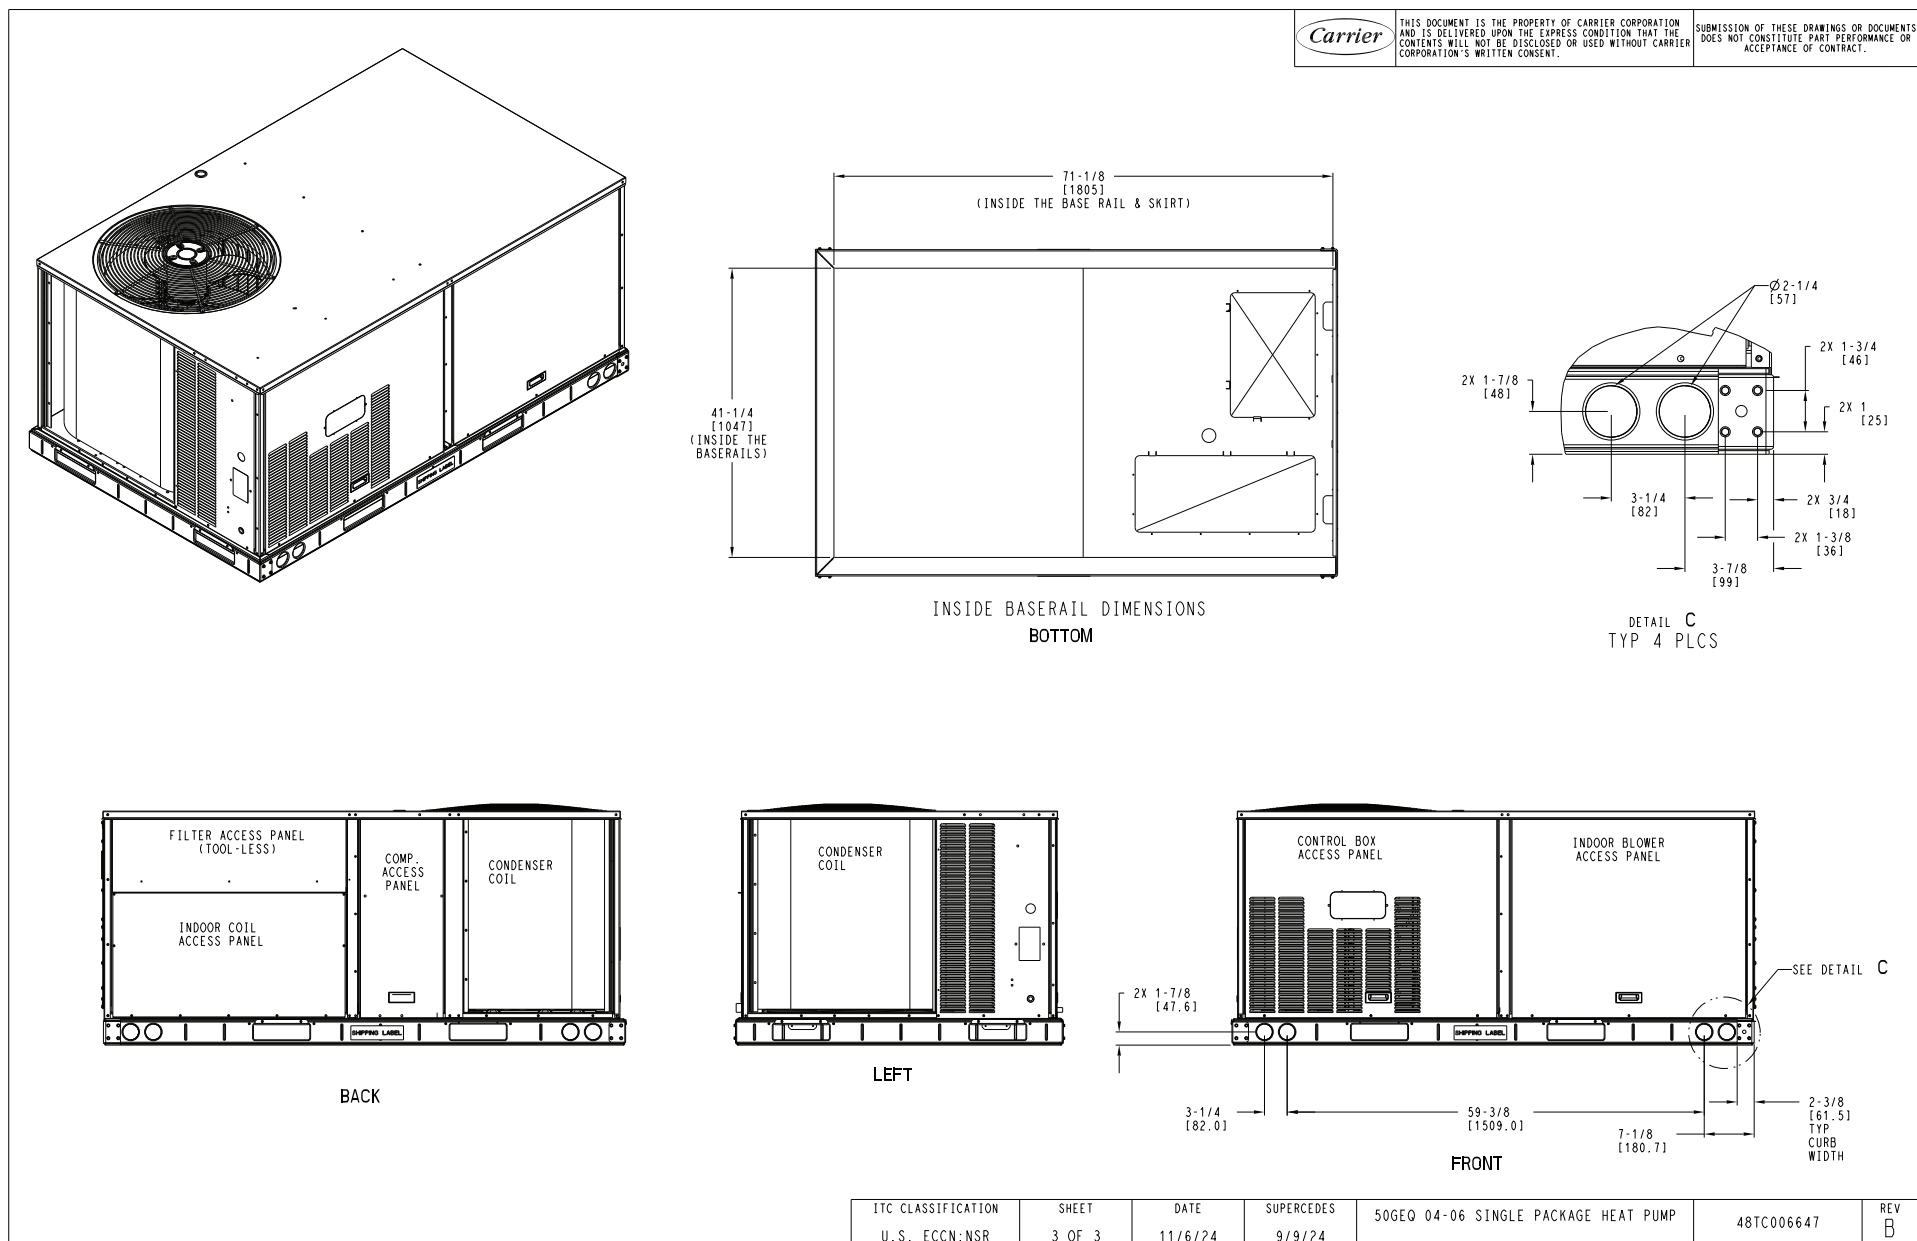 Carrier
THIS DOCUMENT IS THE PROPERTY OF CARRIER CORPORATION
AND IS DELIVERED UPON THE EXPRESS CONDITION THAT THE
CONTENTS WILL NOT BE DISCLOSED OR USED WITHOUT CARRIER
CORPORATION'S WRITTEN CONSENT.
SUBMISSION OF THESE DRAWINGS OR DOCUMENTS
DOES NOT CONSTITUTE PART PERFORMANCE OR
ACCEPTANCE OF CONTRACT.
SHIPPING LABEL
71-1/8
[1805]
(INSIDE THE BASE RAIL & SKIRT)
41-1/4
[1047]
(INSIDE THE
BASERAILS)
INSIDE BASERAIL DIMENSIONS
BOTTOM
Ø2-1/4
[57]
2X 1-3/4
[46]
2X 1-7/8
[48]
2X 1
[25]
3-1/4
[82]
2X 3/4
[18]
2X 1-3/8
[36]
3-7/8
[99]
DETAIL C
TYP 4 PLCS
FILTER ACCESS PANEL
(TOOL-LESS)
COMP.
ACCESS
PANEL
CONDENSER
COIL
INDOOR COIL
ACCESS PANEL
SHIPPING LABEL
BACK
CONDENSER
COIL
LEFT
CONTROL BOX
ACCESS PANEL
INDOOR BLOWER
ACCESS PANEL
SEE DETAIL C
2X 1-7/8
[47.6]
SHIPPING LABEL
3-1/4
[82.0]
59-3/8
[1509.0]
7-1/8
[180.7]
2-3/8
[61.5]
TYP
CURB
WIDTH
FRONT
ITC CLASSIFICATION
U.S. ECCN:NSR
SHEET
3 OF 3
DATE
11/6/24
SUPERCEDES
9/9/24
50GEQ 04-06 SINGLE PACKAGE HEAT PUMP
48TC006647
REV
B